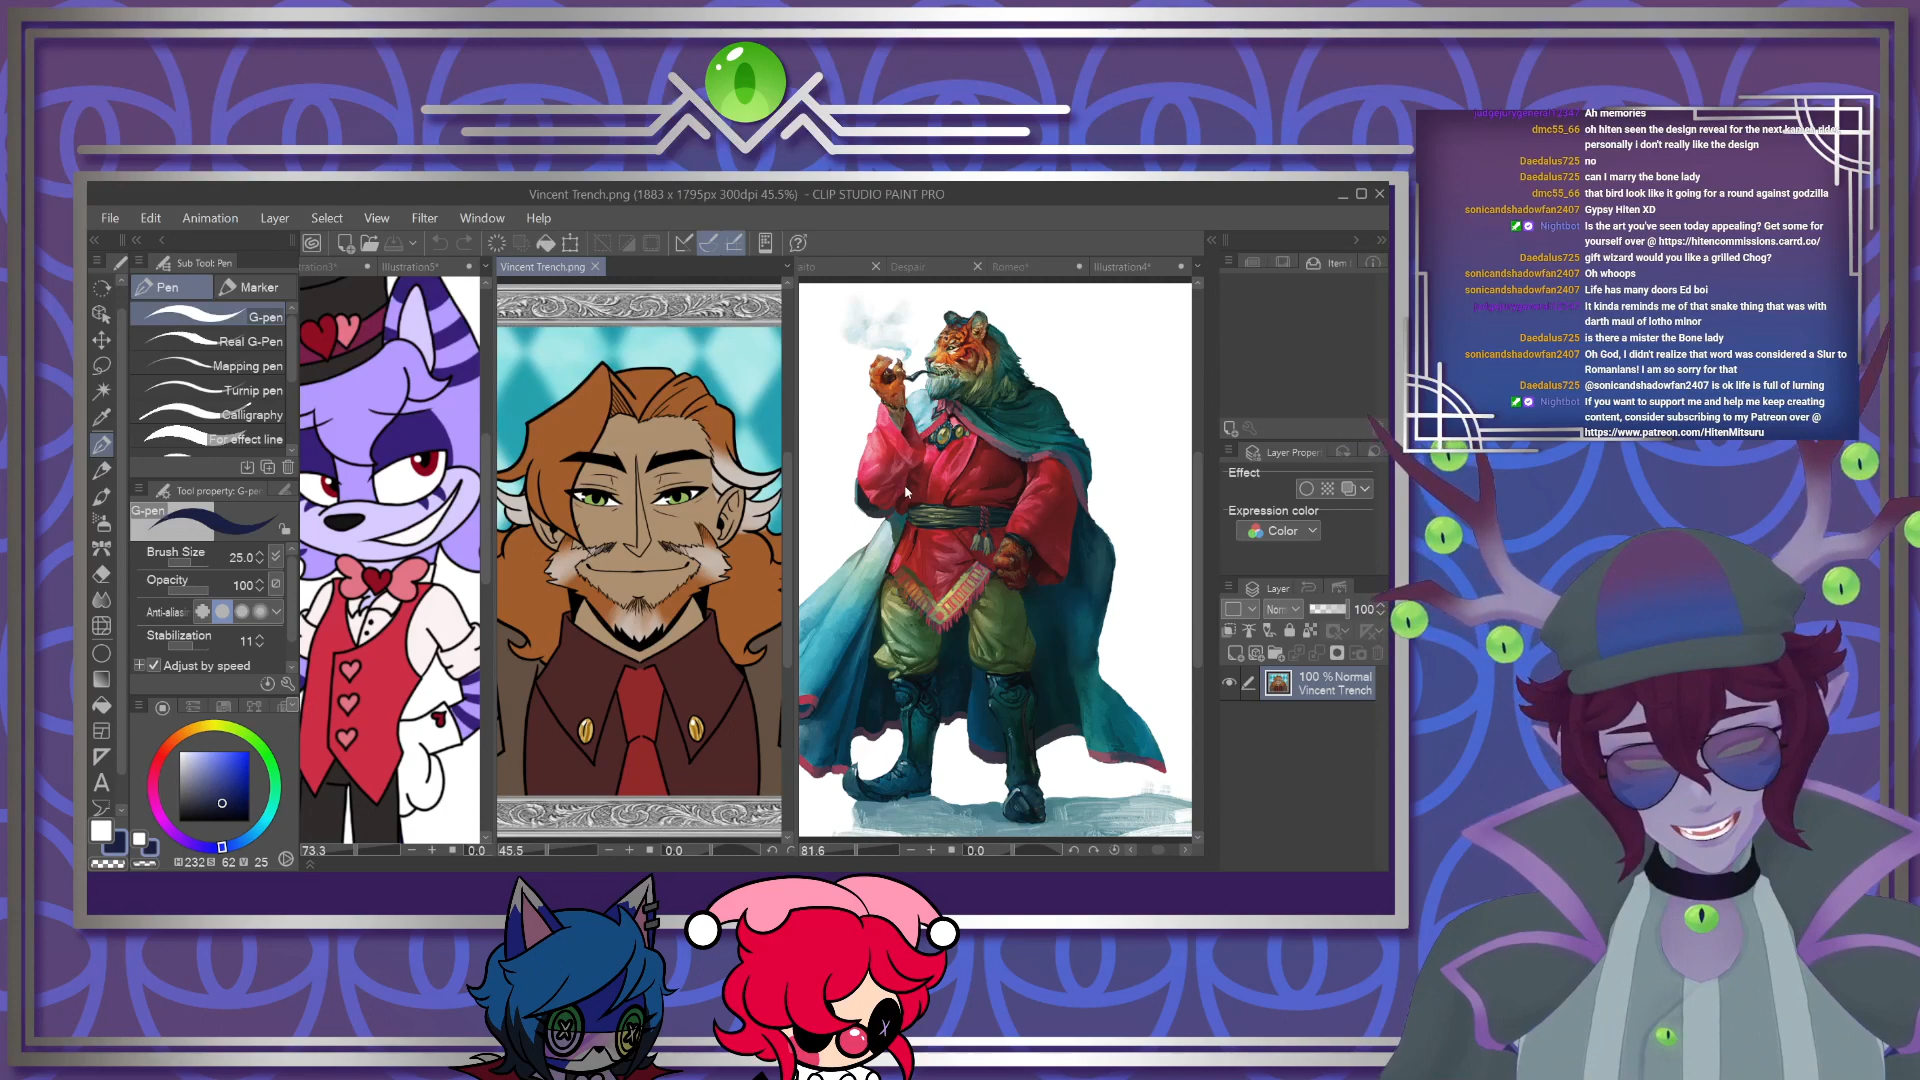 Vincent Trench.png (1883 x 1795px 300dpi 45.5%)  - CLIP STUDIO PAINT PRO
File Edit Animation Layer Select View Filter Window Help
Sub Tool: Pen
Pen Marker
G-pen
Real G-Pen
Mapping pen
Turnip pen
Calligraphy
For effect line
Tool property: G-pen
G-pen
Brush Size 25.0
Opacity 100
Anti-aliasi
Stabilization 11
Adjust by speed
H 232 S 62 V 25
ration3* Illustration5*
Vincent Trench.png
aito Despair Romeo* Illustration4*
73.3 0.0
45.5 0.0
81.6 0.0
Item
Layer Proper
Effect
Expression color
Color
Layer
Norm 100
100 % Normal
Vincent Trench
Ah memories
dmc55_66 oh hiten seen the design reveal for the next kamen ride
personally i don't really like the design
Daedalus725 no
Daedalus725 can I marry the bone lady
dmc55_66 that bird look like it going for a round against godzilla
sonicandshadowfan2407 Gypsy Hiten XD
Nightbot Is the art you've seen today appealing? Get some for
yourself over @ https://hitencommissions.carrd.co/
Daedalus725 gift wizard would you like a grilled Chog?
sonicandshadowfan2407 Oh whoops
sonicandshadowfan2407 Life has many doors Ed boi
It kinda reminds me of that snake thing that was with
darth maul of lotho minor
Daedalus725 is there a mister the Bone lady
sonicandshadowfan2407 Oh God, I didn't realize that word was considered a Slur to
Romanians! I am so sorry for that
Daedalus725 @sonicandshadowfan2407 is ok life is full of lurning
Nightbot If you want to support me and help me keep creating
content, consider subscribing to my Patreon over @
https://www.patreon.com/HitenMitsuru